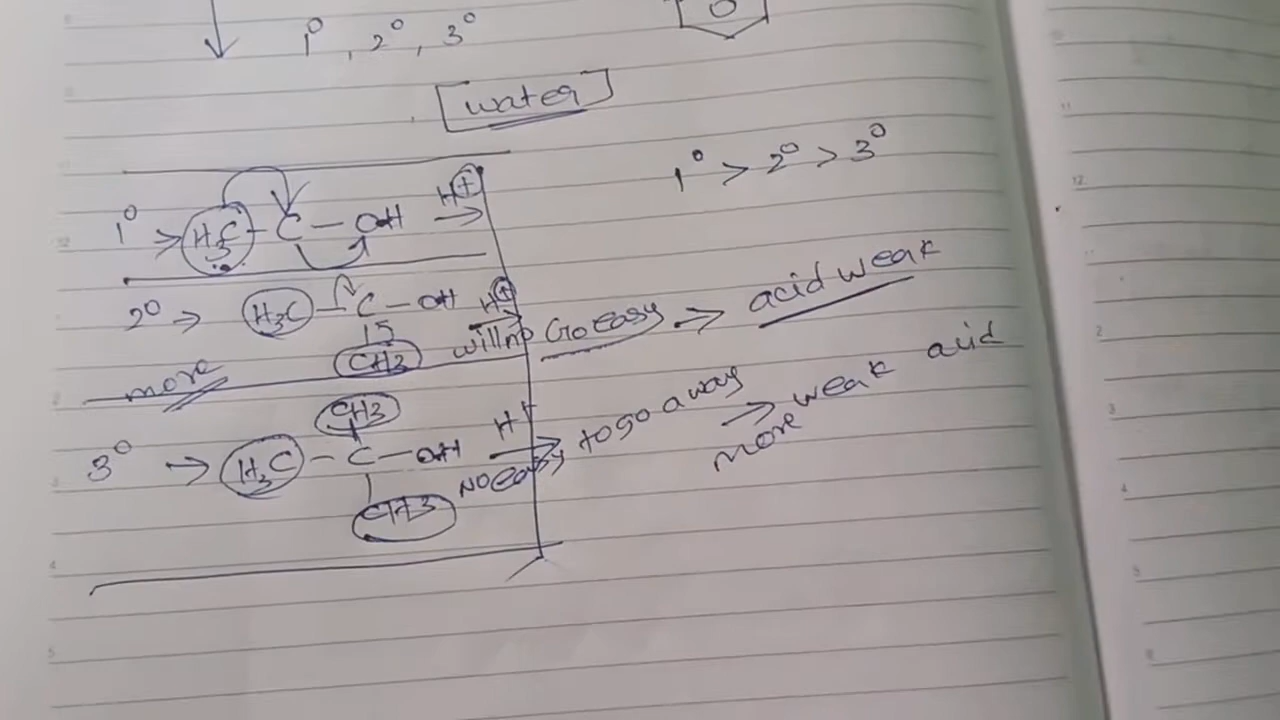 1° , 2° , 3°
water
1° > 2° > 3°
1° > H3C - C - OH H+ →
2° → H3C - C - OH H+ →
CH3
will no Go easy → acid weak
more
CH3
3° → H3C - C - OH H+ →
CH3
NO easy to go away → more weak acid